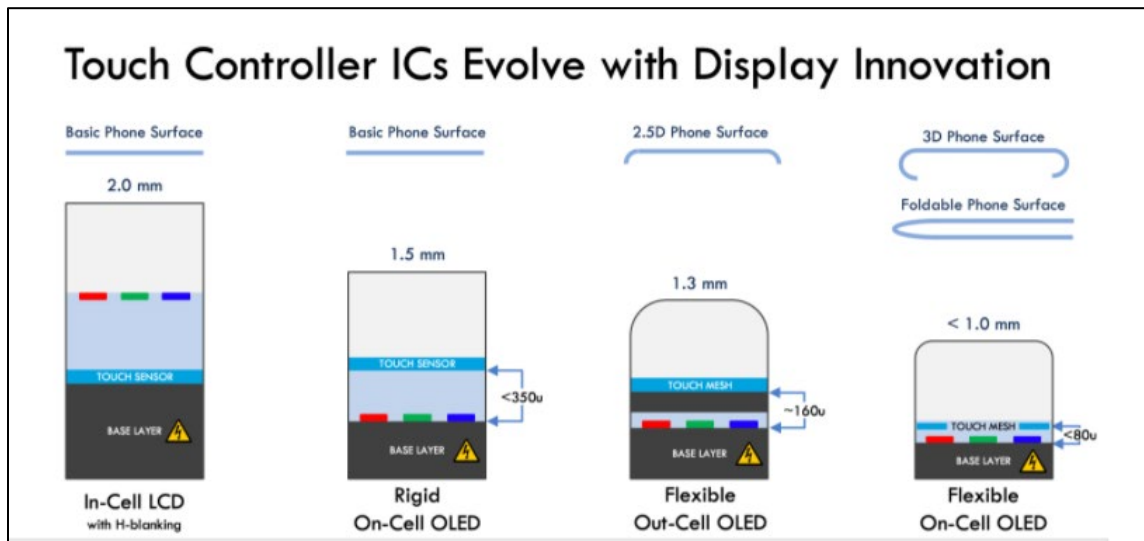 Touch Controller ICs Evolve with Display Innovation
Basic Phone Surface
2.0 mm
TOUCH SENSOR
BASE LAYER
In-Cell LCD
with H-blanking
Basic Phone Surface
1.5 mm
TOUCH SENSOR
<350u
BASE LAYER
Rigid
On-Cell OLED
2.5D Phone Surface
1.3 mm
TOUCH MESH
~160u
BASE LAYER
Flexible
Out-Cell OLED
3D Phone Surface
Foldable Phone Surface
< 1.0 mm
TOUCH MESH
<80u
BASE LAYER
Flexible
On-Cell OLED